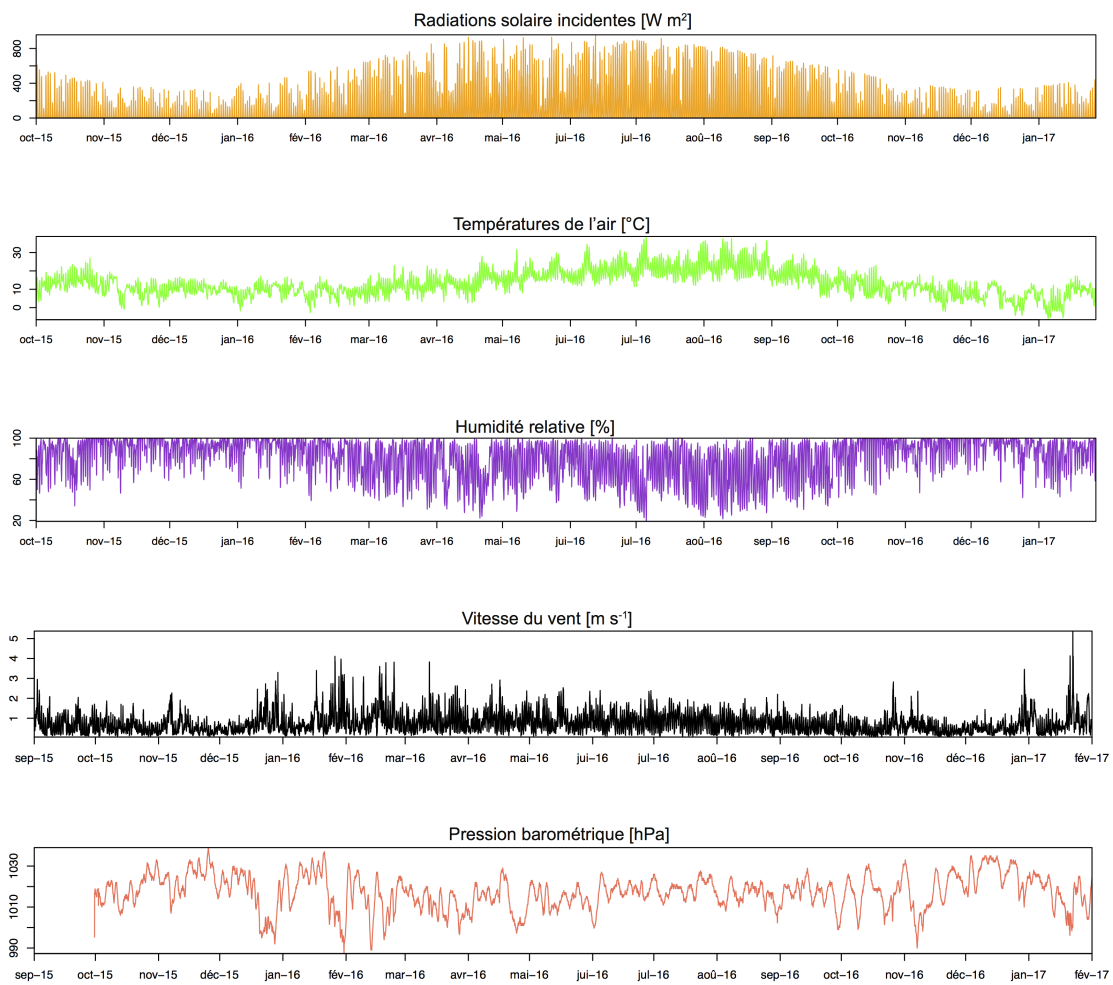 Radiations solaire incidentes [W m²]
0 400 800
oct–15 nov–15 déc–15 jan–16 fév–16 mar–16 avr–16 mai–16 jui–16 jul–16 aoû–16 sep–16 oct–16 nov–16 déc–16 jan–17
Températures de l'air [°C]
0 10 30
oct–15 nov–15 déc–15 jan–16 fév–16 mar–16 avr–16 mai–16 jui–16 jul–16 aoû–16 sep–16 oct–16 nov–16 déc–16 jan–17
Humidité relative [%]
20 60 100
oct–15 nov–15 déc–15 jan–16 fév–16 mar–16 avr–16 mai–16 jui–16 jul–16 aoû–16 sep–16 oct–16 nov–16 déc–16 jan–17
Vitesse du vent [m s⁻¹]
1 2 3 4 5
sep–15 oct–15 nov–15 déc–15 jan–16 fév–16 mar–16 avr–16 mai–16 jui–16 jul–16 aoû–16 sep–16 oct–16 nov–16 déc–16 jan–17 fév–17
Pression barométrique [hPa]
990 1010 1030
sep–15 oct–15 nov–15 déc–15 jan–16 fév–16 mar–16 avr–16 mai–16 jui–16 jul–16 aoû–16 sep–16 oct–16 nov–16 déc–16 jan–17 fév–17